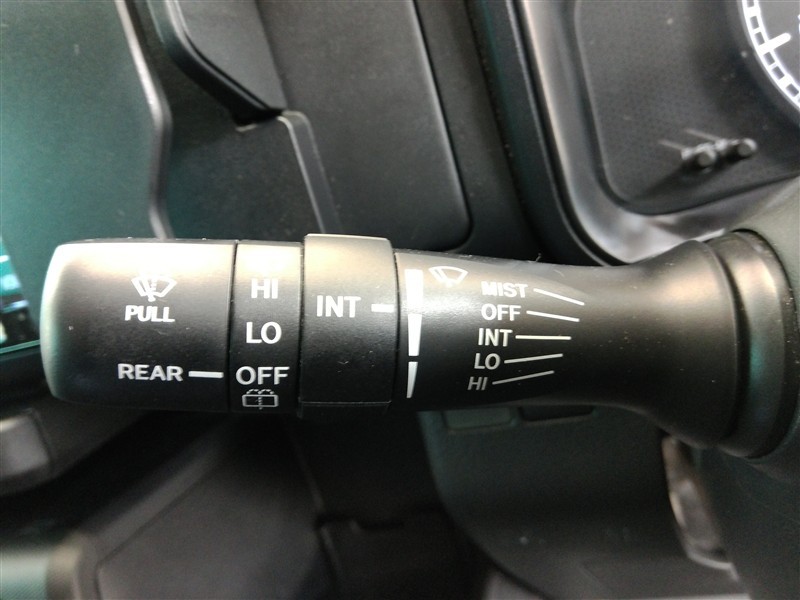 PULL
REAR
HI
LO
OFF
INT
MIST
OFF
INT
LO
HI